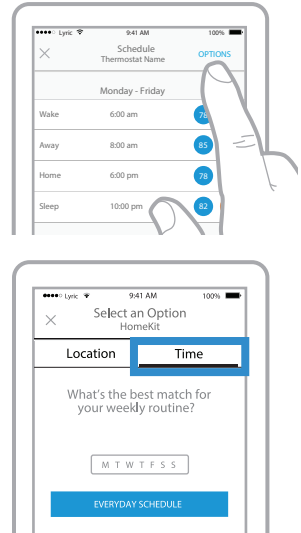 Lyric 9:41 AM 100%
Schedule
Thermostat Name
OPTIONS
Monday - Friday
Wake 6:00 am 78
Away 8:00 am 85
Home 6:00 pm 78
Sleep 10:00 pm 82
Lyric 9:41 AM 100%
Select an Option
HomeKit
Location Time
What's the best match for
your weekly routine?
M T W T F S S
EVERYDAY SCHEDULE